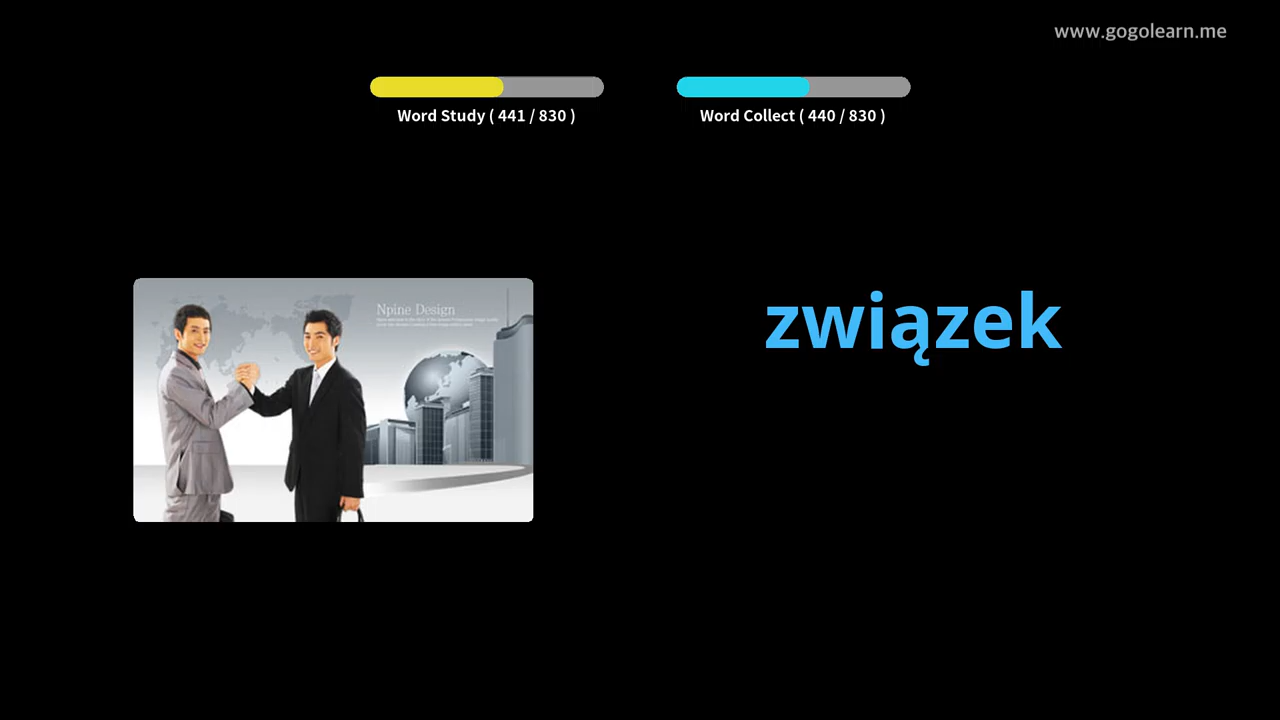 www.gogolearn.me
Word Study ( 441 / 830 )
Word Collect ( 440 / 830 )
Npine Design
związek